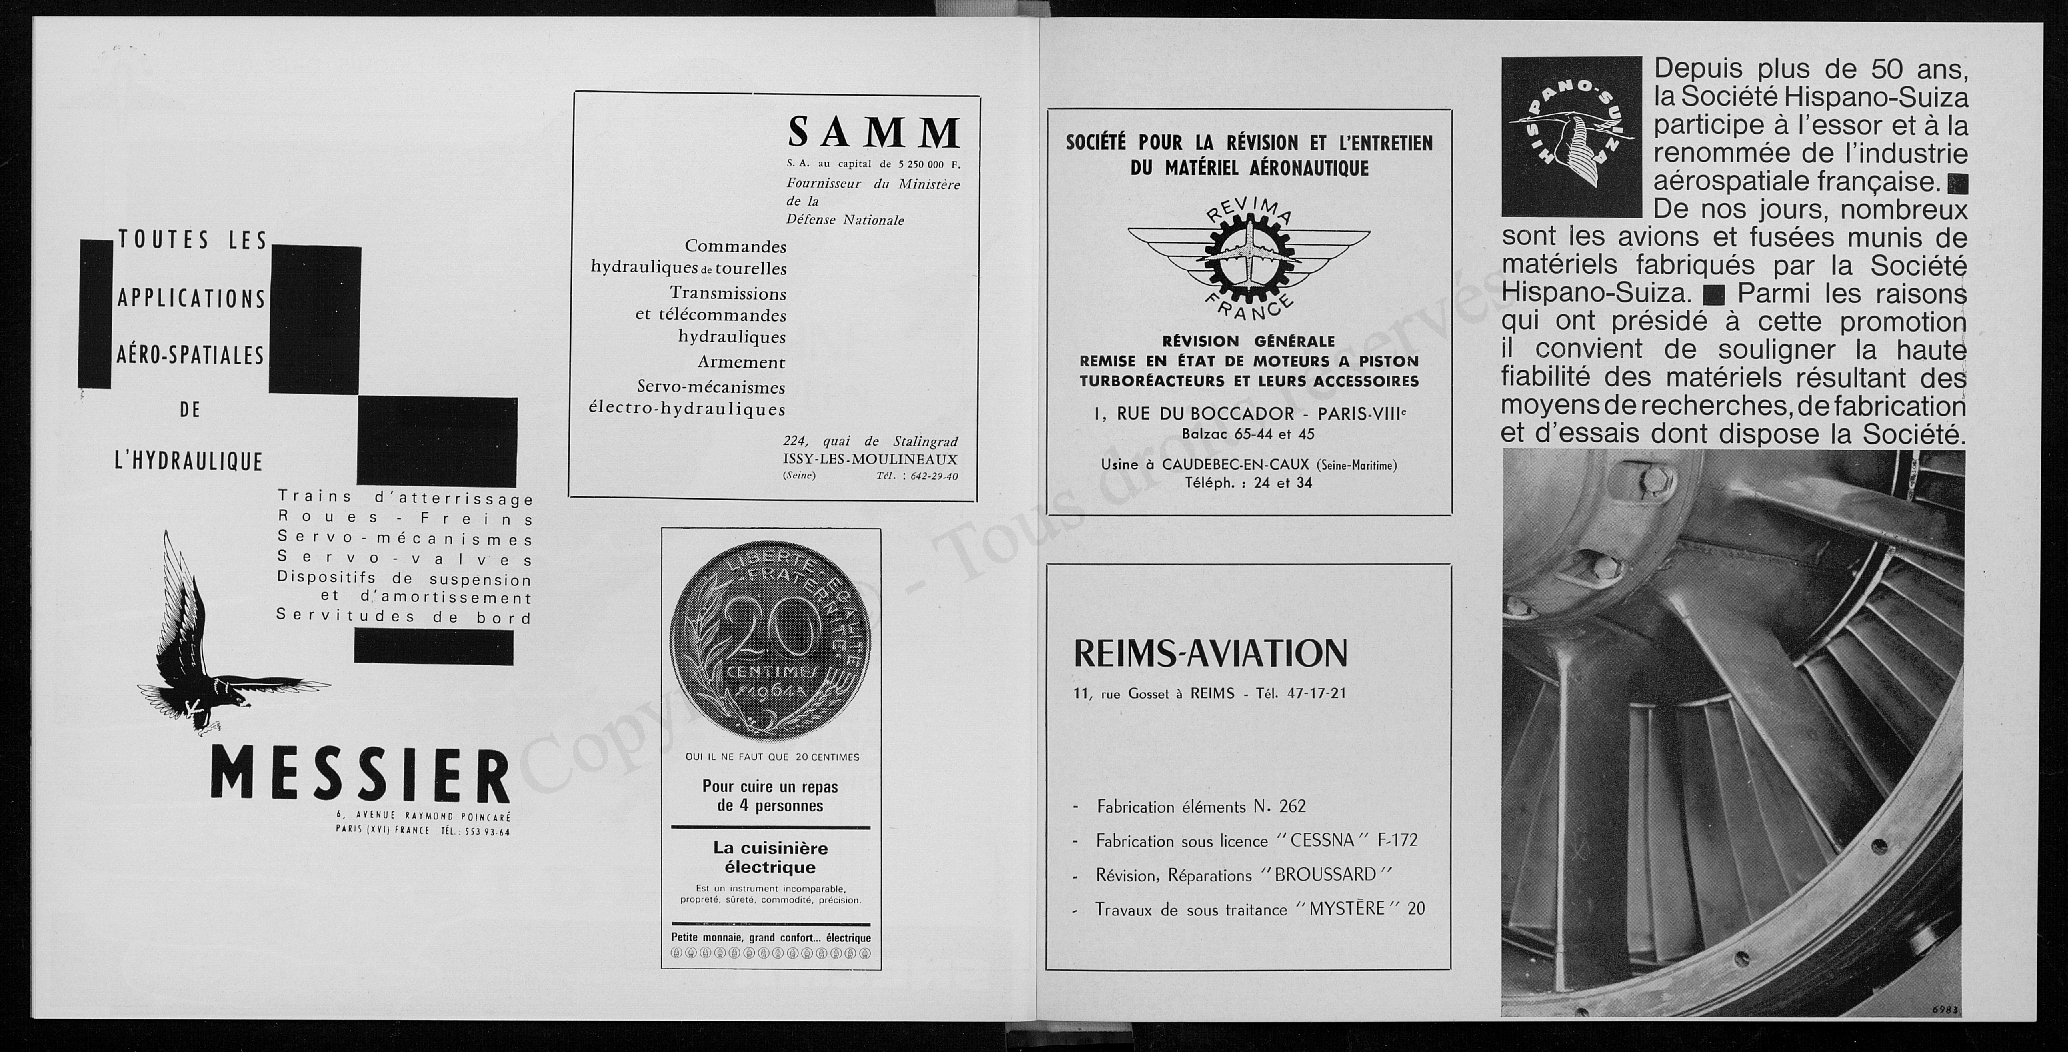 TOUTES LES
APPLICATIONS
AÉRO-SPATIALES
DE
L'HYDRAULIQUE
Trains d'atterrissage
Roues - Freins
Servo-mécanismes
Servo-valves
Dispositifs de suspension
et d'amortissement
Servitudes de bord
MESSIER
6, AVENUE RAYMOND POINCARÉ
PARIS (XVI) FRANCE TÉL.: 553 93-64
SAMM
S. A. au capital de 5 250 000 F.
Fournisseur du Ministère
de la
Défense Nationale
Commandes
hydrauliques de tourelles
Transmissions
et télécommandes
hydrauliques
Armement
Servo-mécanismes
électro-hydrauliques
224, quai de Stalingrad
ISSY-LES-MOULINEAUX
(Seine) Tél. : 642-29-40
LIBERTE-EGALITE
-FRATERNITE
20
CENTIMES
1964
OUI IL NE FAUT QUE 20 CENTIMES
Pour cuire un repas
de 4 personnes
La cuisinière
électrique
Est un instrument incomparable,
propreté, sûreté, commodité, précision.
Petite monnaie, grand confort... électrique
SOCIÉTÉ POUR LA RÉVISION ET L'ENTRETIEN
DU MATÉRIEL AÉRONAUTIQUE
REVIMA
FRANCE
RÉVISION GÉNÉRALE
REMISE EN ÉTAT DE MOTEURS A PISTON
TURBORÉACTEURS ET LEURS ACCESSOIRES
1, RUE DU BOCCADOR - PARIS-VIIIe
Balzac 65-44 et 45
Usine à CAUDEBEC-EN-CAUX (Seine-Maritime)
Téléph. : 24 et 34
REIMS-AVIATION
11, rue Gosset à REIMS - Tél. 47-17-21
- Fabrication éléments N. 262
- Fabrication sous licence "CESSNA" F-172
- Révision, Réparations "BROUSSARD"
- Travaux de sous traitance "MYSTÈRE" 20
HISPANO-SUIZA
Depuis plus de 50 ans,
la Société Hispano-Suiza
participe à l'essor et à la
renommée de l'industrie
aérospatiale française. ■
De nos jours, nombreux
sont les avions et fusées munis de
matériels fabriqués par la Société
Hispano-Suiza. ■ Parmi les raisons
qui ont présidé à cette promotion
il convient de souligner la haute
fiabilité des matériels résultant des
moyens de recherches, de fabrication
et d'essais dont dispose la Société.
6983
- Tous droits réservés